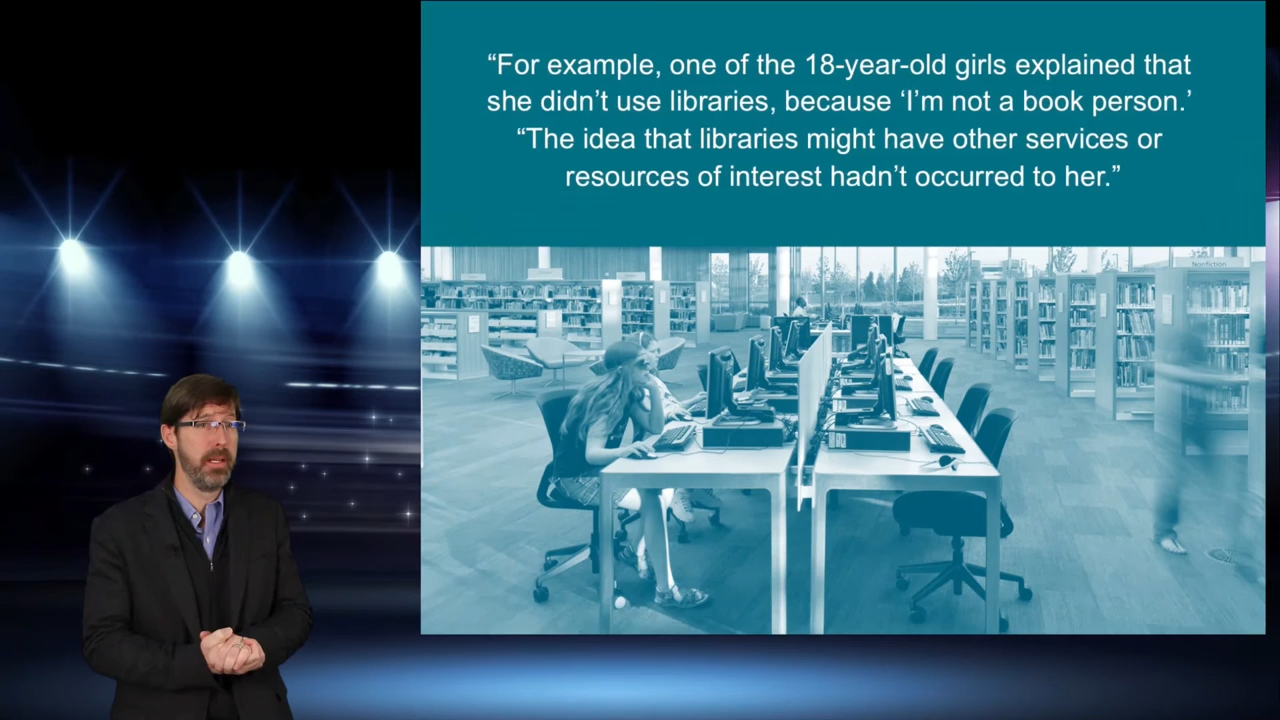 “For example, one of the 18-year-old girls explained that
she didn’t use libraries, because ‘I’m not a book person.’
“The idea that libraries might have other services or
resources of interest hadn’t occurred to her.”
Nonfiction